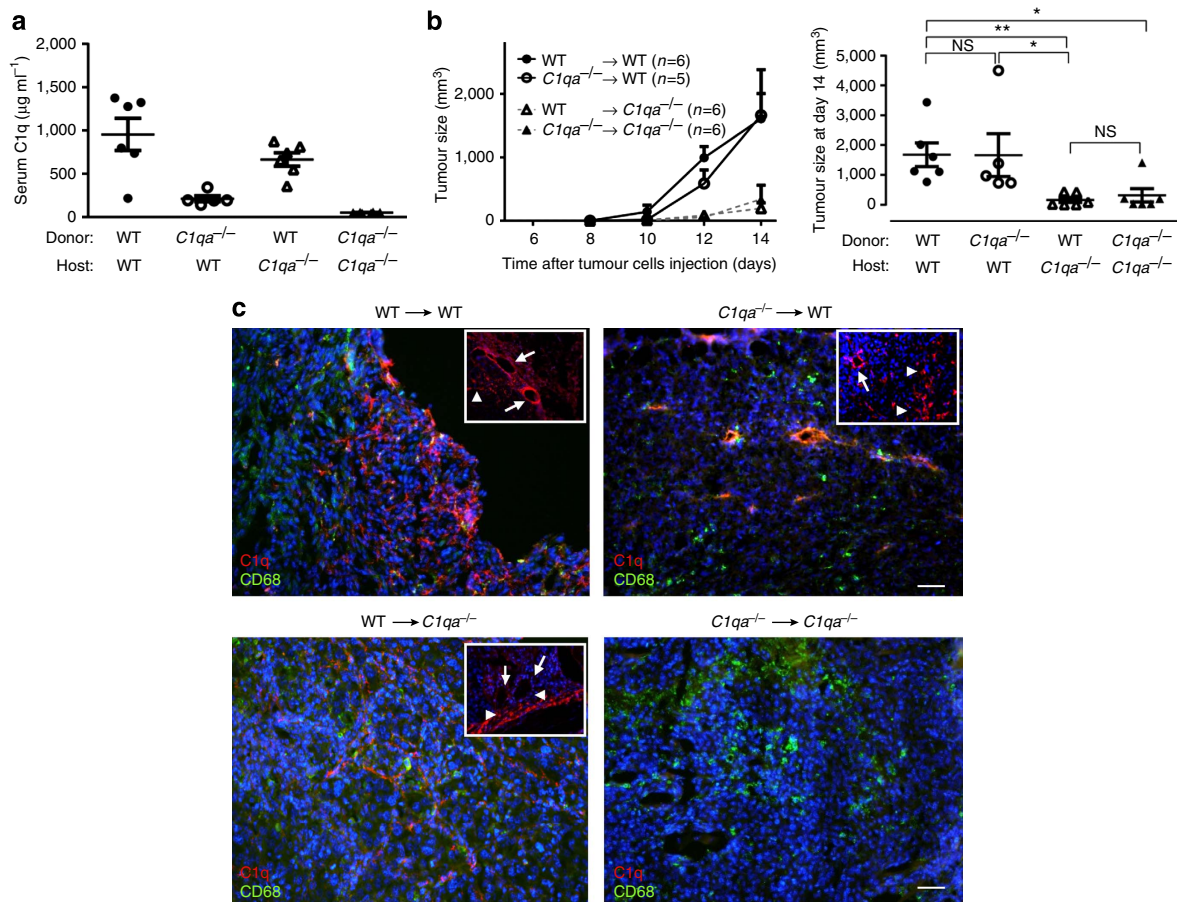 a
Serum C1q (µg ml⁻¹)
2,000
1,500
1,000
500
0
Donor: WT C1qa⁻/⁻ WT C1qa⁻/⁻
Host: WT WT C1qa⁻/⁻ C1qa⁻/⁻
b
Tumour size (mm³)
2,000
1,000
0
WT → WT (n=6)
C1qa⁻/⁻ → WT (n=5)
WT → C1qa⁻/⁻ (n=6)
C1qa⁻/⁻ → C1qa⁻/⁻ (n=6)
6 8 10 12 14
Time after tumour cells injection (days)
Tumour size at day 14 (mm³)
5,000
4,000
3,000
2,000
1,000
0
*
**
NS *
NS
Donor: WT C1qa⁻/⁻ WT C1qa⁻/⁻
Host: WT WT C1qa⁻/⁻ C1qa⁻/⁻
c
WT → WT
C1qa⁻/⁻ → WT
C1q
CD68
C1q
CD68
WT → C1qa⁻/⁻
C1qa⁻/⁻ → C1qa⁻/⁻
C1q
CD68
C1q
CD68